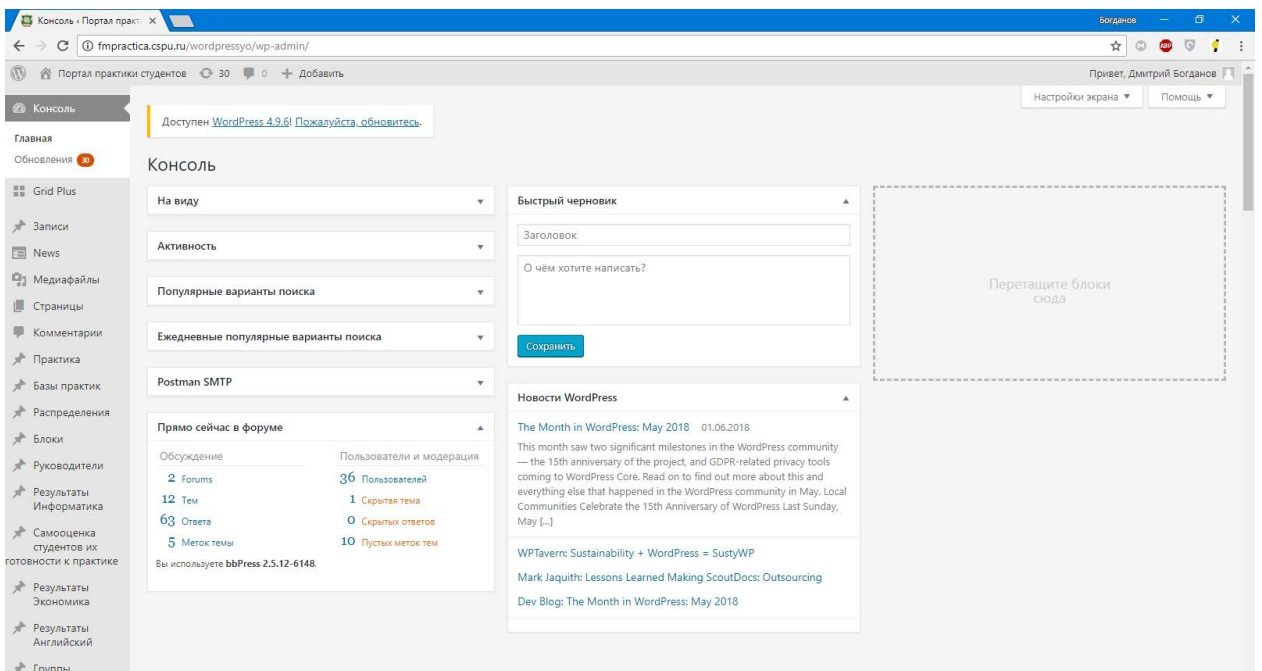 Консоль ‹ Портал практ
Богданов
fmpractica.cspu.ru/wordpressyo/wp-admin/
ABP
Портал практики студентов 30 0 Добавить
Привет, Дмитрий Богданов
Настройки экрана
Помощь
Консоль
Главная
Обновления 30
Grid Plus
Записи
News
Медиафайлы
Страницы
Комментарии
Практика
Базы практик
Распределения
Блоки
Руководители
Результаты
Информатика
Самооценка
студентов их
готовности к практике
Результаты
Экономика
Результаты
Английский
Группы
Доступен WordPress 4.9.6! Пожалуйста, обновитесь.
Консоль
На виду
Активность
Популярные варианты поиска
Ежедневные популярные варианты поиска
Postman SMTP
Прямо сейчас в форуме
Обсуждение
2 Forums
12 Тем
63 Ответа
5 Меток темы
Пользователи и модерация
36 Пользователей
1 Скрытая тема
0 Скрытых ответов
10 Пустых меток тем
Вы используете bbPress 2.5.12-6148.
Быстрый черновик
Заголовок
О чём хотите написать?
Сохранить
Новости WordPress
The Month in WordPress: May 2018 01.06.2018
This month saw two significant milestones in the WordPress community
— the 15th anniversary of the project, and GDPR-related privacy tools
coming to WordPress Core. Read on to find out more about this and
everything else that happened in the WordPress community in May. Local
Communities Celebrate the 15th Anniversary of WordPress Last Sunday,
May [...]
WPTavern: Sustainability + WordPress = SustyWP
Mark Jaquith: Lessons Learned Making ScoutDocs: Outsourcing
Dev Blog: The Month in WordPress: May 2018
Перетащите блоки
сюда